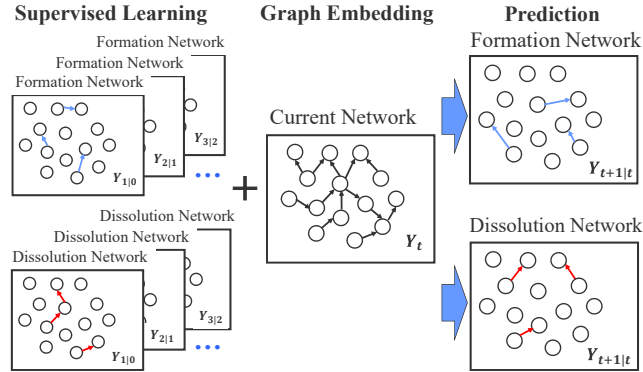 Supervised Learning
Graph Embedding
Prediction
Formation Network
Formation Network
Formation Network
Y1|0
Y2|1
Y3|2
...
+
Current Network
Yt
Formation Network
Yt+1|t
Dissolution Network
Dissolution Network
Dissolution Network
Y1|0
Y2|1
Y3|2
...
Dissolution Network
Yt+1|t